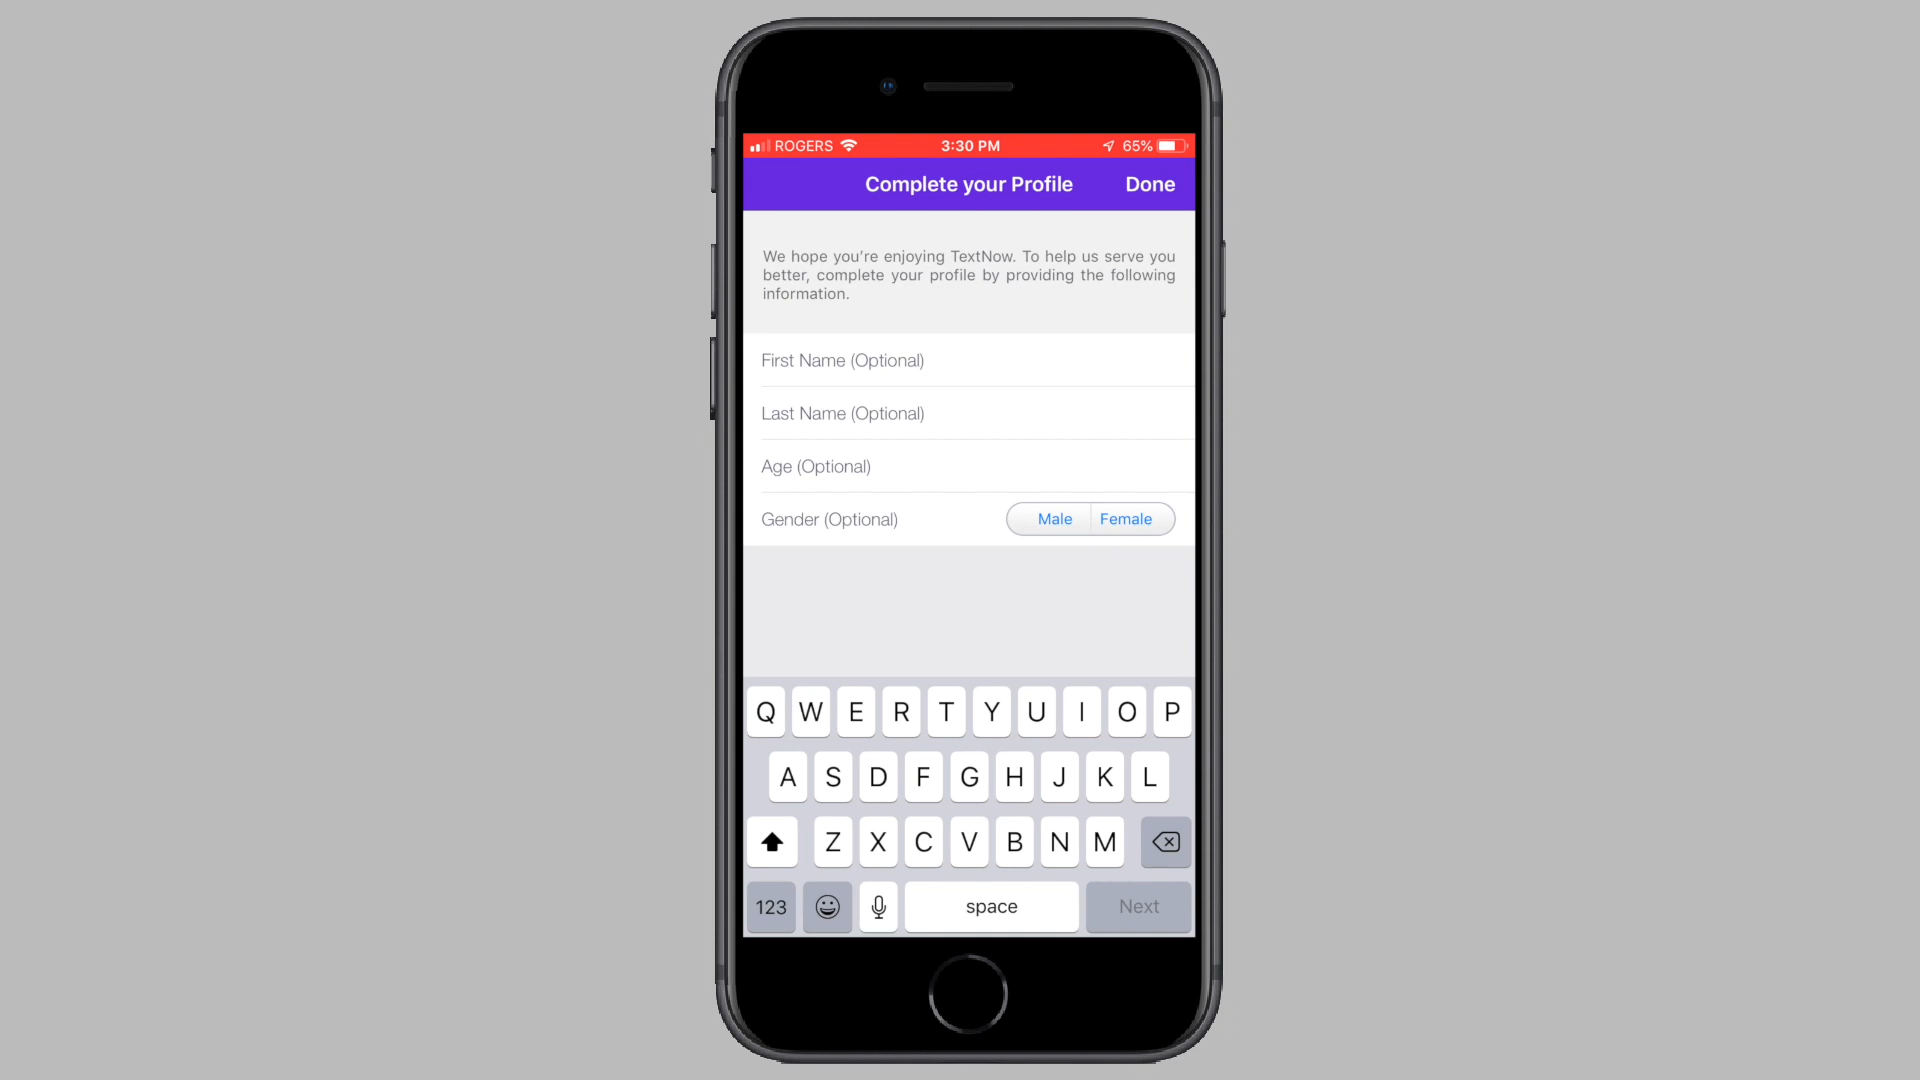 ROGERS 3:30 PM 65%
Complete your Profile Done
We hope you're enjoying TextNow. To help us serve you
better, complete your profile by providing the following
information.
First Name (Optional)
Last Name (Optional)
Age (Optional)
Gender (Optional) Male Female
Q W E R T Y U I O P
A S D F G H J K L
Z X C V B N M
123 space Next